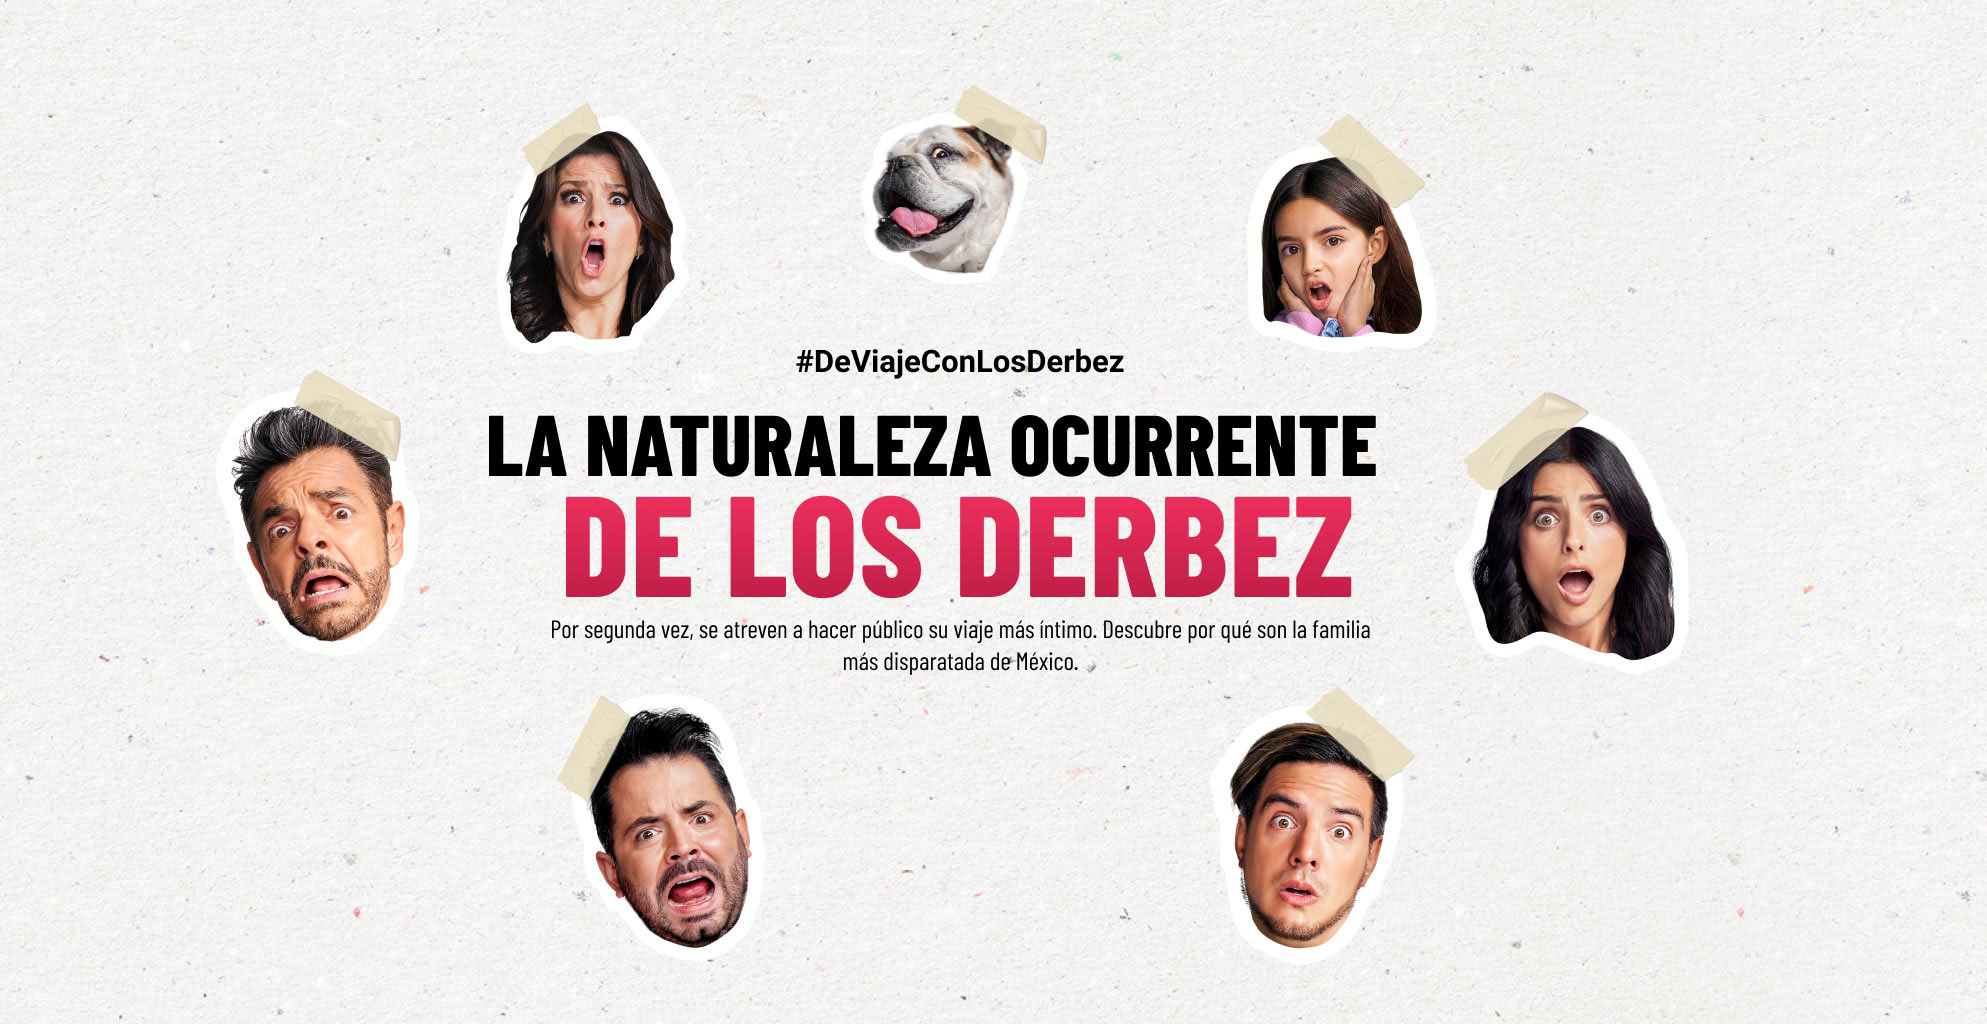 #DeViajeConLosDerbez
LA NATURALEZA OCURRENTE
DE LOS DERBEZ
Por segunda vez, se atreven a hacer público su viaje más íntimo. Descubre por qué son la familia
más disparatada de México.